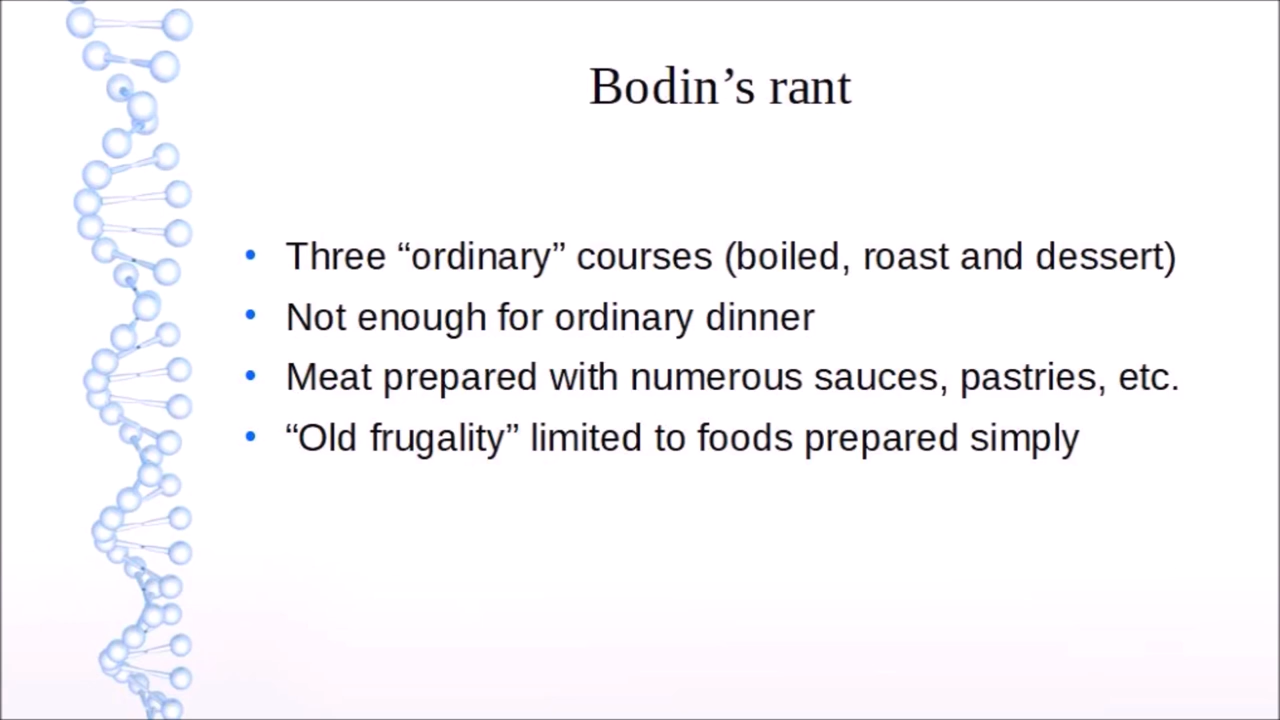 Bodin’s rant
• Three “ordinary” courses (boiled, roast and dessert)
• Not enough for ordinary dinner
• Meat prepared with numerous sauces, pastries, etc.
• “Old frugality” limited to foods prepared simply